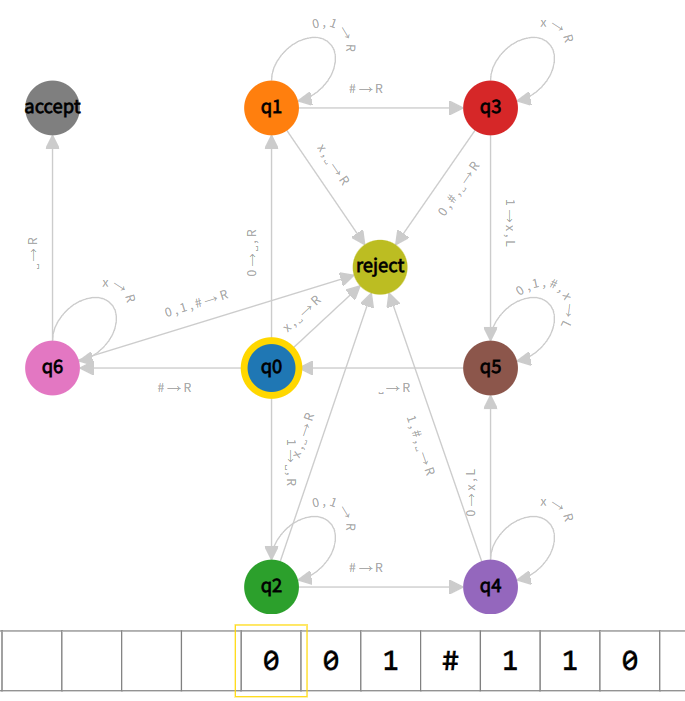 0,1→R
x→R
accept
q1
#→R
q3
x,␣→R
0,#,␣→R
␣→R
0→␣,R
1→x,L
reject
x→R
0,1,#→R
x,␣→R
0,1,#,x→L
q6
#→R
q0
␣→R
q5
1→␣,R
x,␣→R
1,#,␣→R
0→x,L
0,1→R
x→R
q2
#→R
q4
0 0 1 # 1 1 0